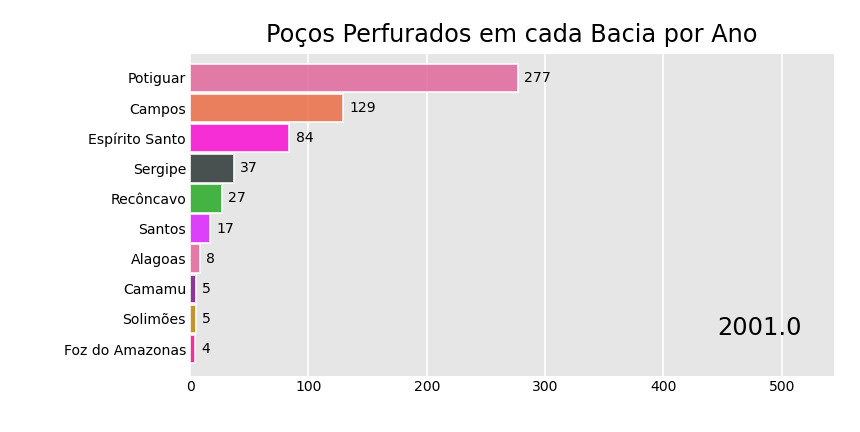 Poços Perfurados em cada Bacia por Ano
Potiguar 277
Campos 129
Espírito Santo 84
Sergipe 37
Recôncavo 27
Santos 17
Alagoas 8
Camamu 5
Solimões 5
2001.0
Foz do Amazonas 4
0 100 200 300 400 500